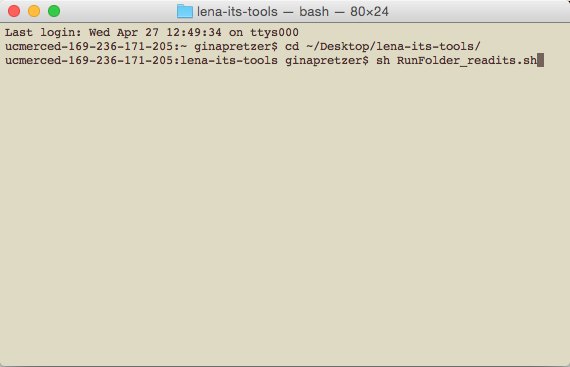 lena-its-tools — bash — 80×24
Last login: Wed Apr 27 12:49:34 on ttys000
ucmerced-169-236-171-205:~ ginapretzer$ cd ~/Desktop/lena-its-tools/
ucmerced-169-236-171-205:lena-its-tools ginapretzer$ sh RunFolder_readits.sh